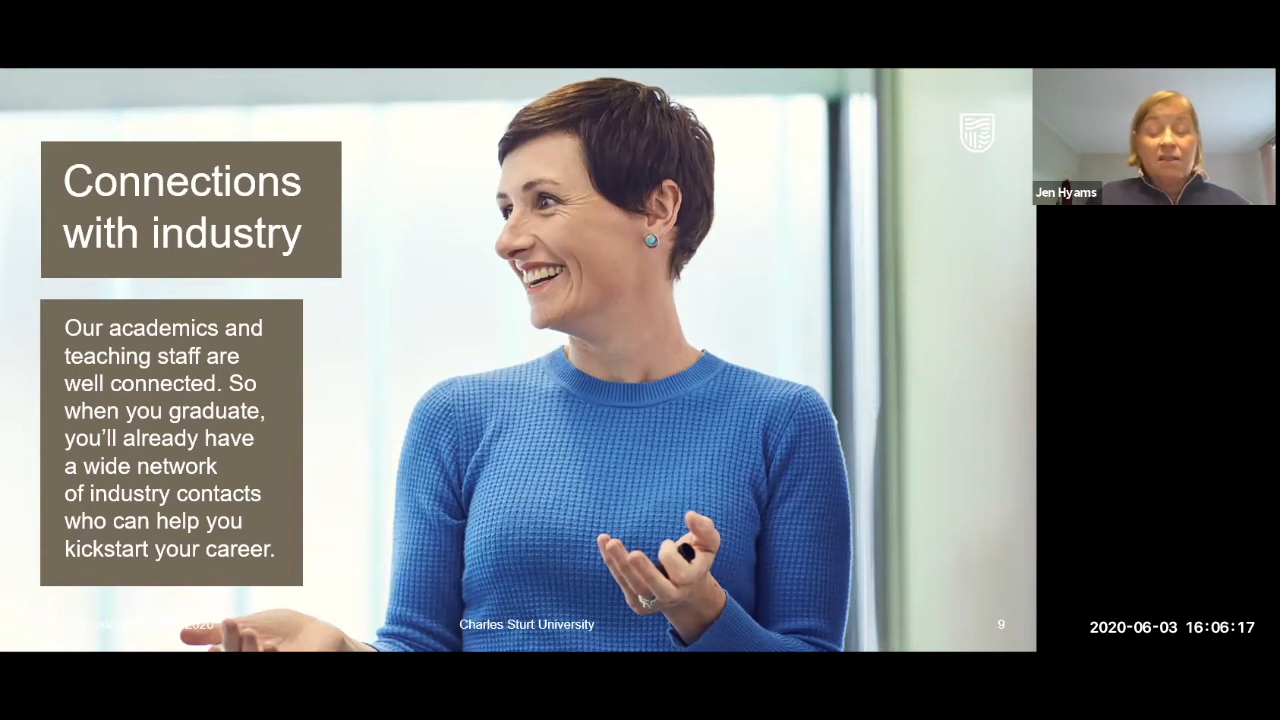 Connections
with industry
Our academics and
teaching staff are
well connected. So
when you graduate,
you'll already have
a wide network
of industry contacts
who can help you
kickstart your career.
2020
Charles Sturt University
9
Jen Hyams
2020-06-03 16:06:17